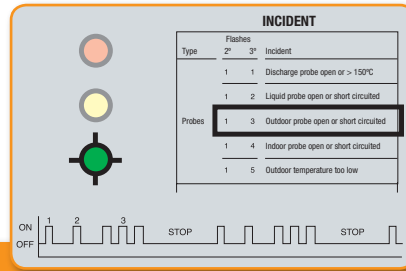 INCIDENT
Flashes
Type 2º 3º Incident
1 1 Discharge probe open or > 150ºC
1 2 Liquid probe open or short circuited
Probes 1 3 Outdoor probe open or short circuited
1 4 Indoor probe open or short circuited
1 5 Outdoor temperature too low
1 2 3
ON STOP STOP
OFF